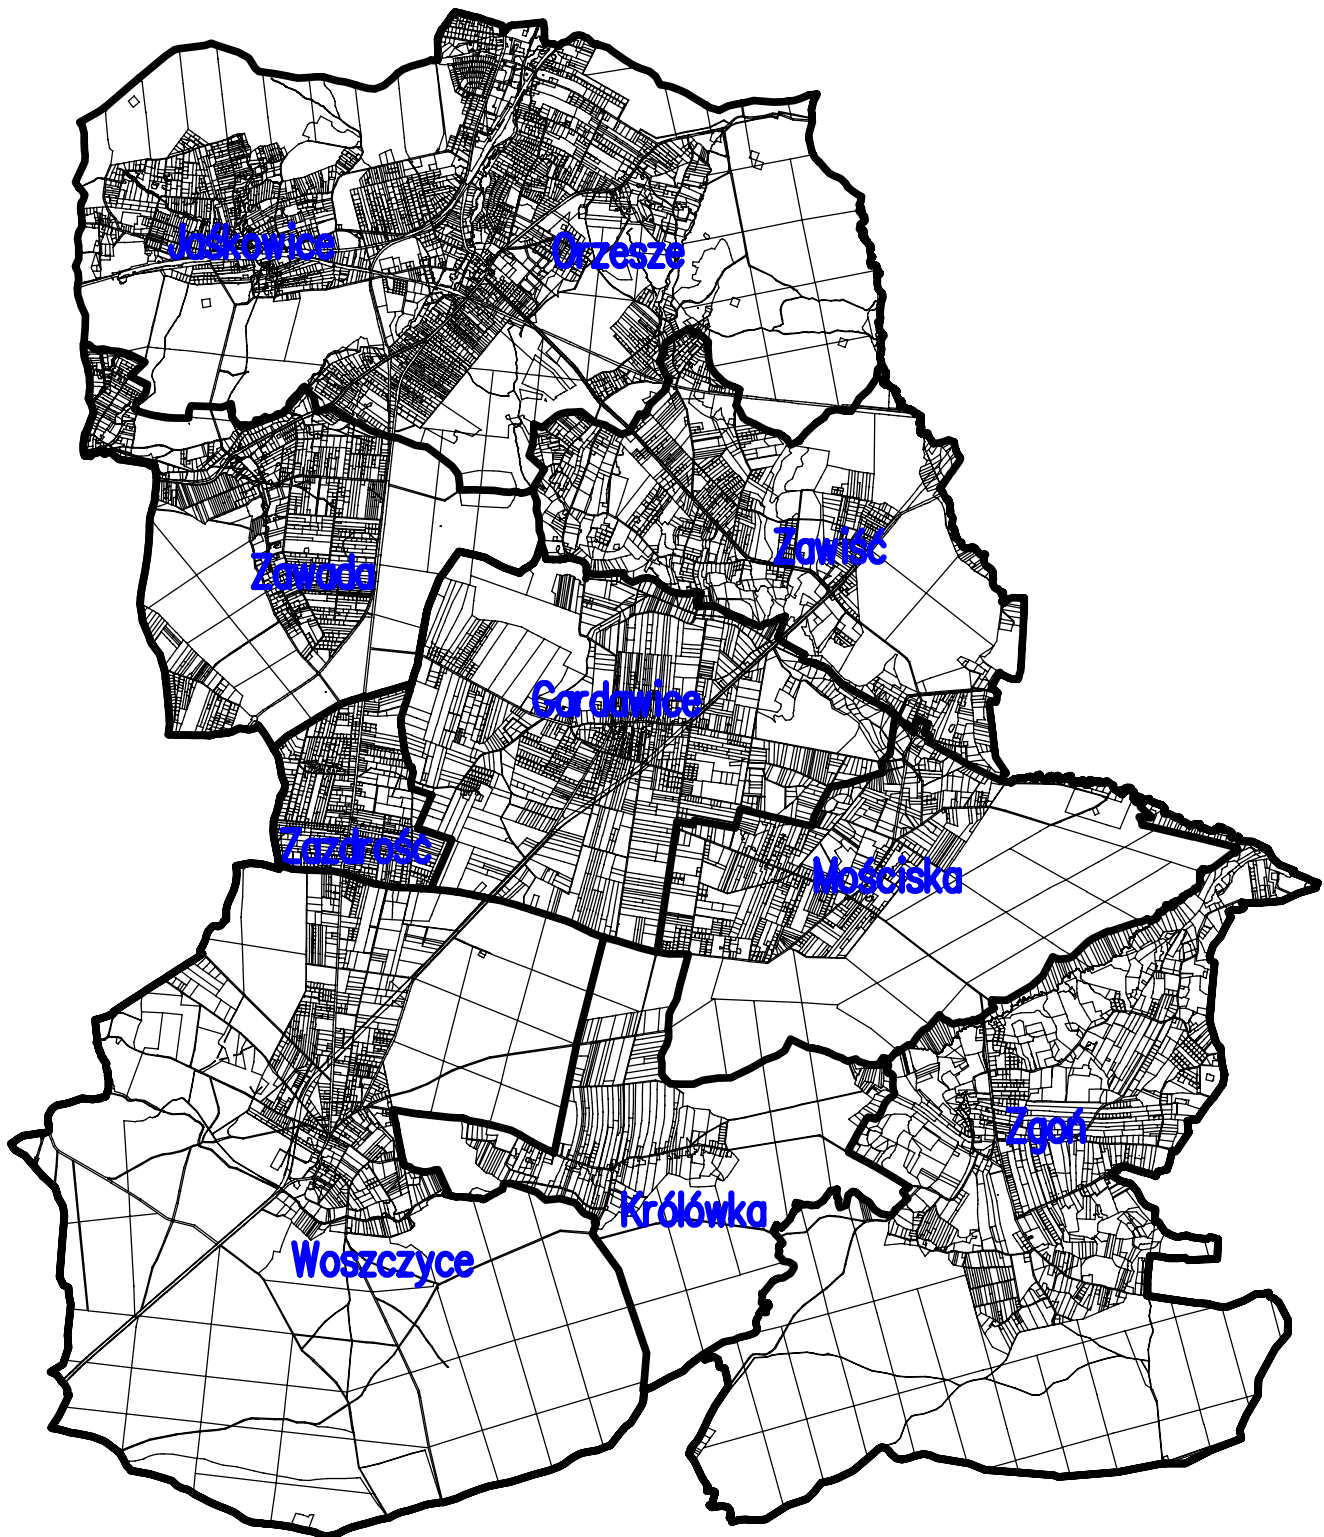 Jaśkowice
Orzesze
Zawiść
Zawada
Gardawice
Zazdrość
Mościska
Zgoń
Królówka
Woszczyce